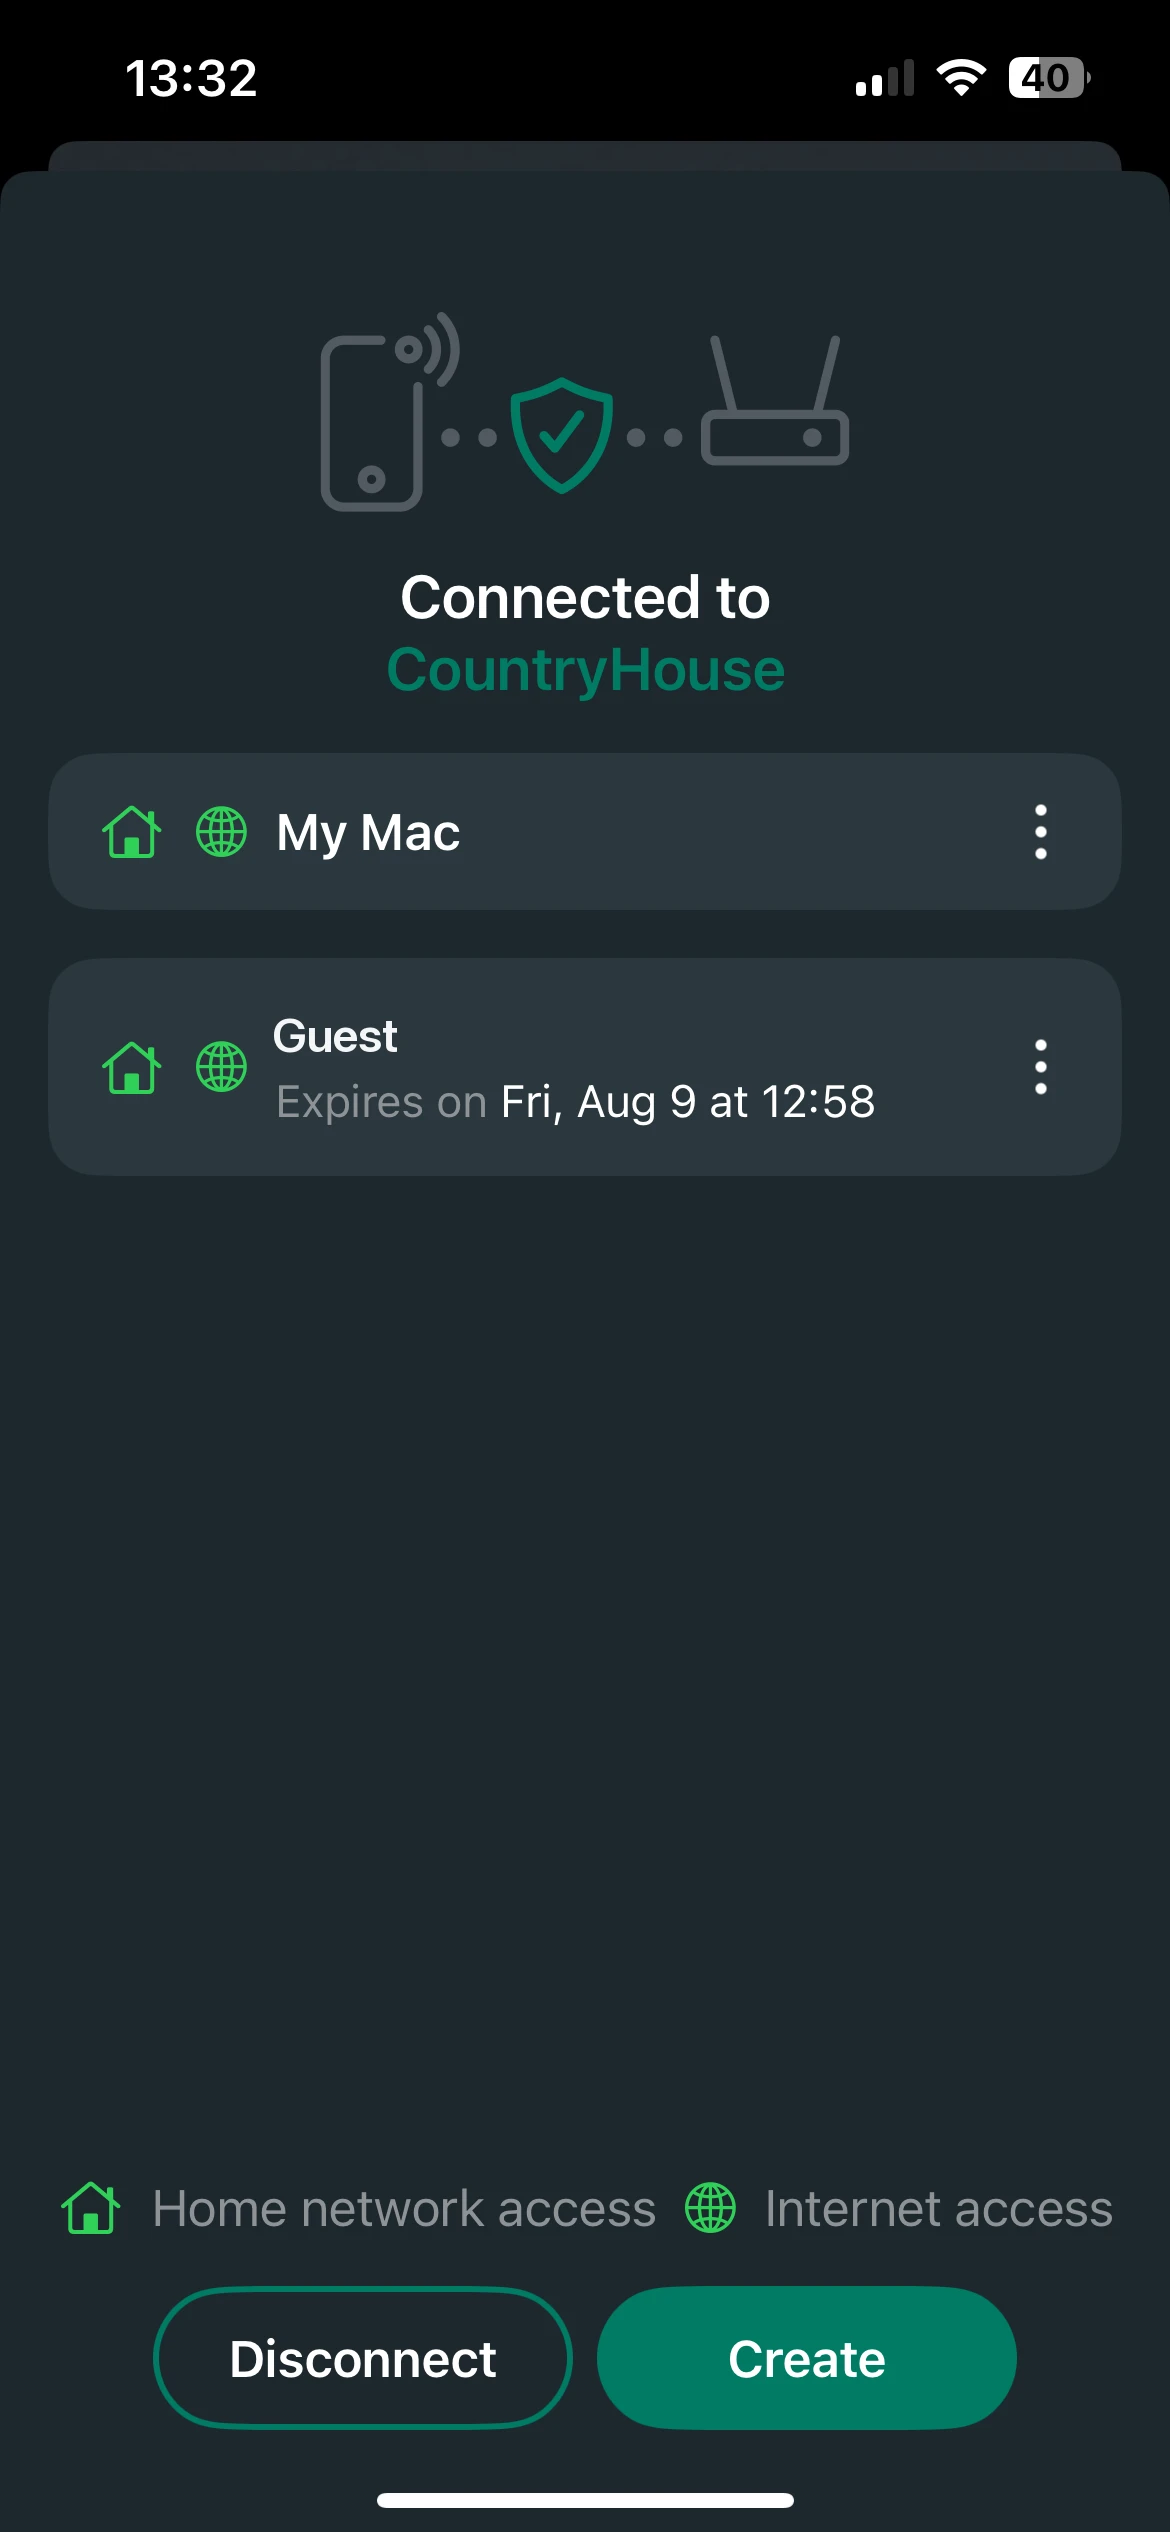 13:32
40
Connected to
CountryHouse
My Mac
Guest
Expires on Fri, Aug 9 at 12:58
Home network access Internet access
Disconnect Create